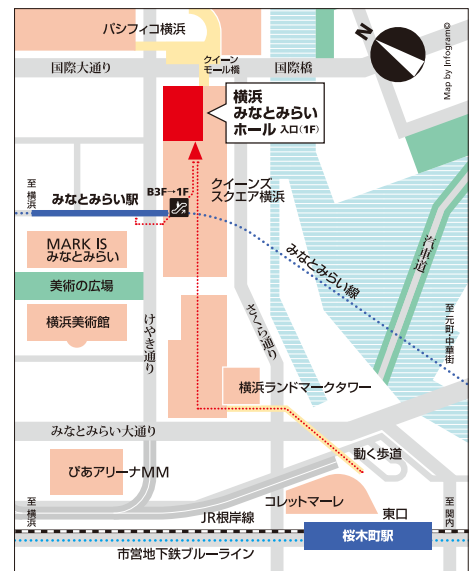 パシフィコ横浜
N
Map by Infogram©
国際大通り
クイーン
モール橋
国際橋
横浜
みなとみらい
ホール 入口(1F)
至横浜
みなとみらい駅
B3F→1F
クイーンズ
スクエア横浜
MARK IS
みなとみらい
美術の広場
横浜美術館
けやき通り
さくら通り
みなとみらい線
汽車道
至元町・中華街
横浜ランドマークタワー
みなとみらい大通り
ぴあアリーナMM
動く歩道
コレットマーレ
至横浜
JR根岸線
東口
至関内
桜木町駅
市営地下鉄ブルーライン